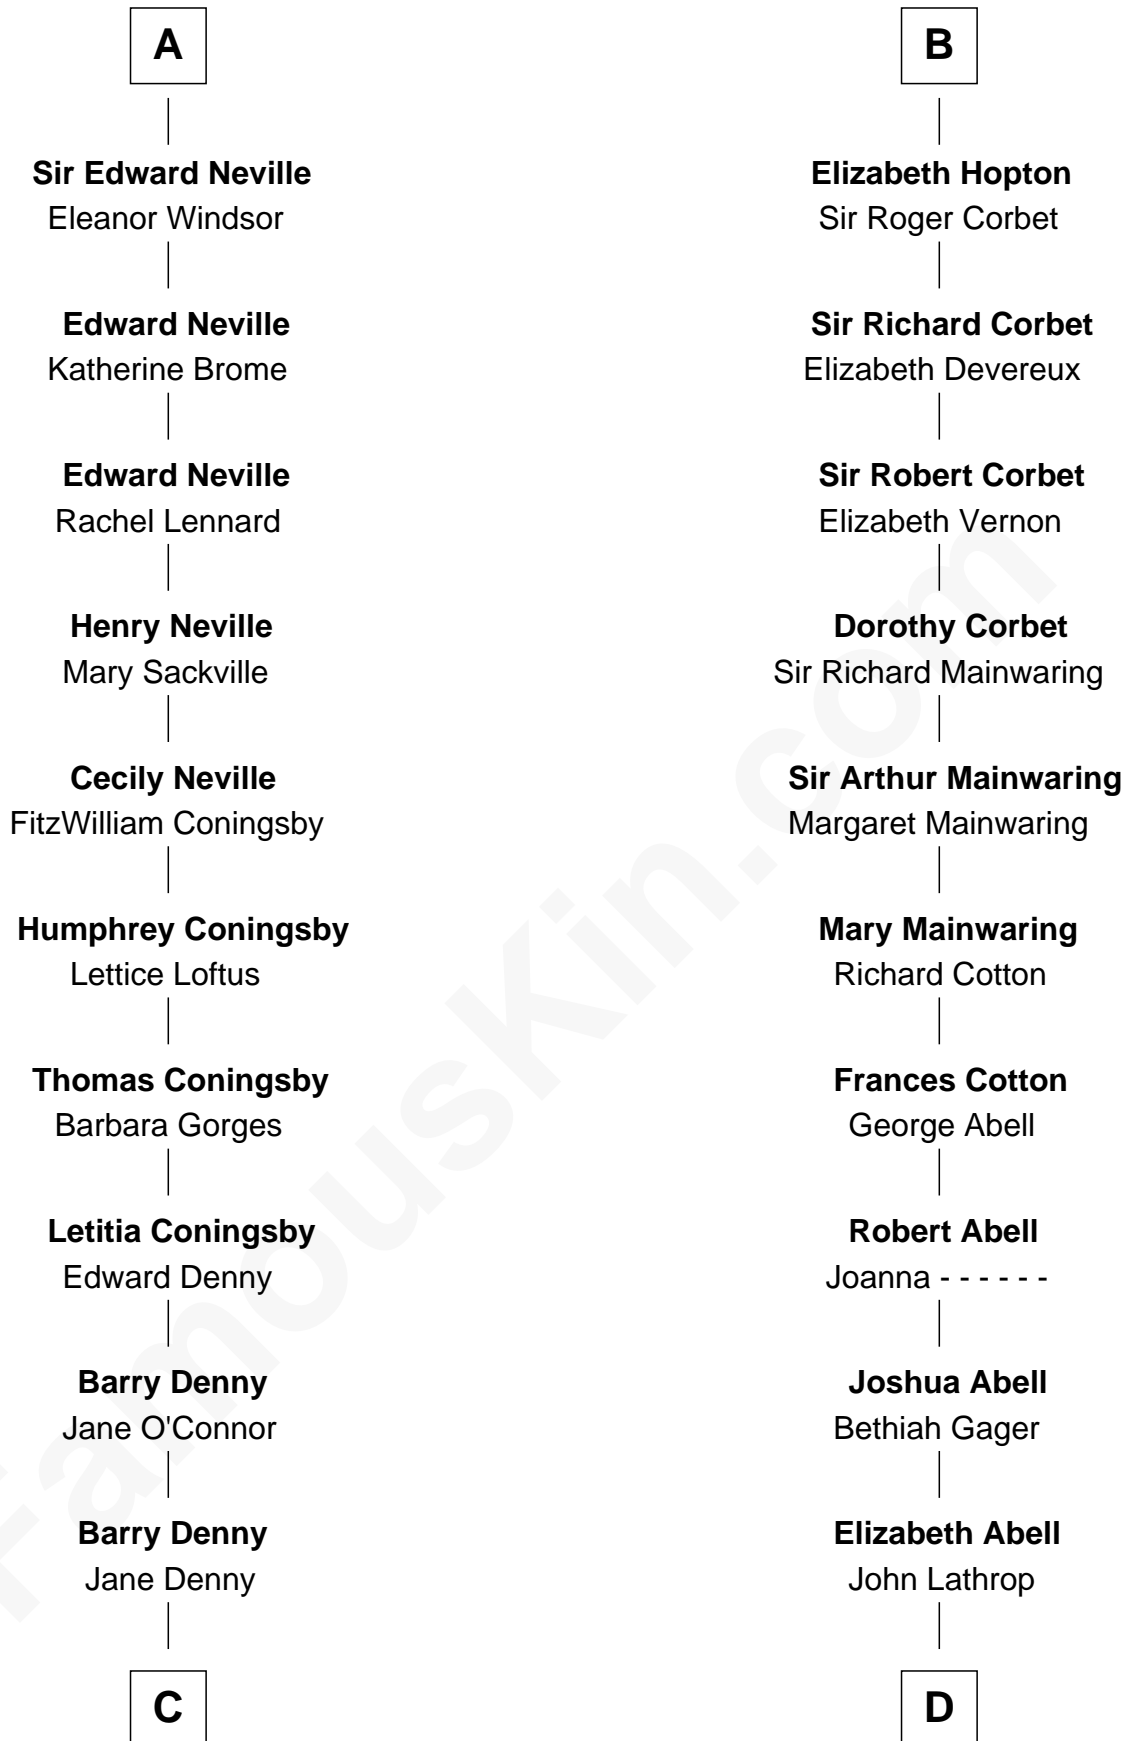 A
Sir Edward Neville
Eleanor Windsor
Edward Neville
Katherine Brome
Edward Neville
Rachel Lennard
Henry Neville
Mary Sackville
Cecily Neville
FitzWilliam Coningsby
Humphrey Coningsby
Lettice Loftus
Thomas Coningsby
Barbara Gorges
Letitia Coningsby
Edward Denny
Barry Denny
Jane O'Connor
Barry Denny
Jane Denny
C
B
Elizabeth Hopton
Sir Roger Corbet
Sir Richard Corbet
Elizabeth Devereux
Sir Robert Corbet
Elizabeth Vernon
Dorothy Corbet
Sir Richard Mainwaring
Sir Arthur Mainwaring
Margaret Mainwaring
Mary Mainwaring
Richard Cotton
Frances Cotton
George Abell
Robert Abell
Joanna - - - - - -
Joshua Abell
Bethiah Gager
Elizabeth Abell
John Lathrop
D
FamousKin.com